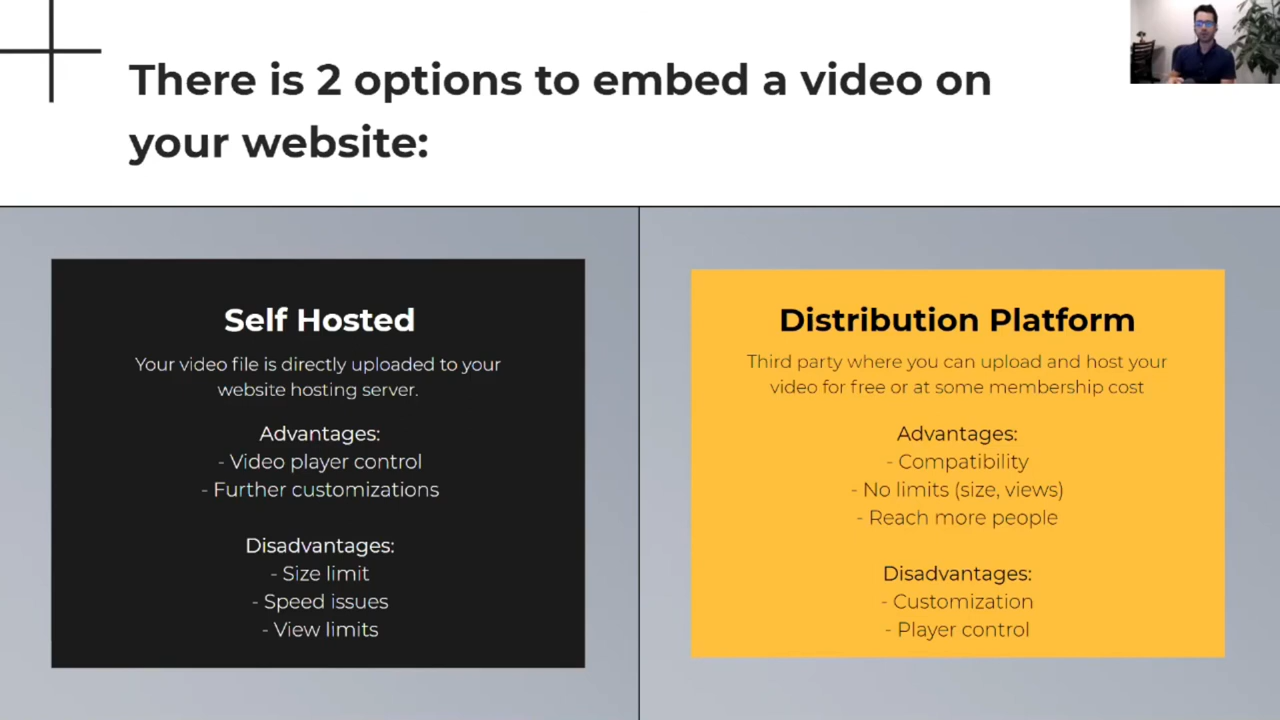 There is 2 options to embed a video on
your website:
Self Hosted
Your video file is directly uploaded to your
website hosting server.
Advantages:
- Video player control
- Further customizations
Disadvantages:
- Size limit
- Speed issues
- View limits
Distribution Platform
Third party where you can upload and host your
video for free or at some membership cost
Advantages:
- Compatibility
- No limits (size, views)
- Reach more people
Disadvantages:
- Customization
- Player control